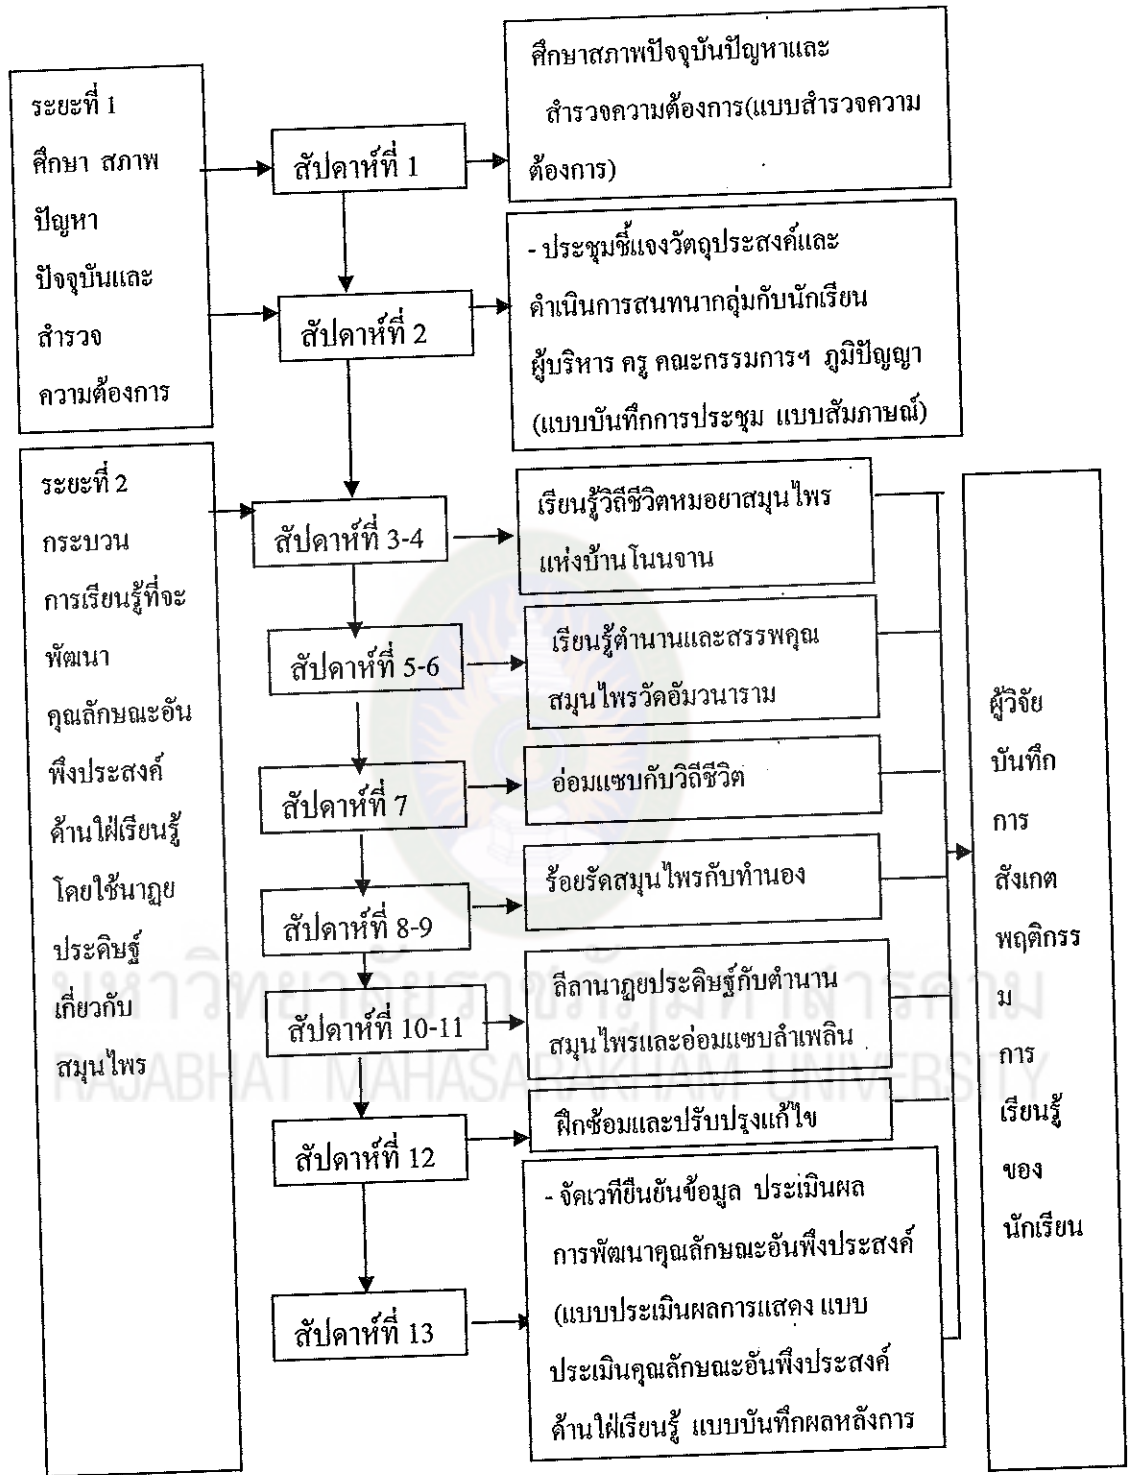 ระยะที่ 1
ศึกษา สภาพ
ปัญหา
ปัจจุบันและ
สำรวจ
ความต้องการ
สัปดาห์ที่ 1
ศึกษาสภาพปัจจุบันปัญหาและ
สำรวจความต้องการ(แบบสำรวจความ
ต้องการ)
สัปดาห์ที่ 2
- ประชุมชี้แจงวัตถุประสงค์และ
ดำเนินการสนทนากลุ่มกับนักเรียน
ผู้บริหาร ครู คณะกรรมการฯ ภูมิปัญญา
(แบบบันทึกการประชุม แบบสัมภาษณ์)
ระยะที่ 2
กระบวน
การเรียนรู้ที่จะ
พัฒนา
คุณลักษณะอัน
พึงประสงค์
ด้านใฝ่เรียนรู้
โดยใช้นาฏย
ประดิษฐ์
เกี่ยวกับ
สมุนไพร
สัปดาห์ที่ 3-4
เรียนรู้วิถีชีวิตหมอยาสมุนไพร
แห่งบ้านโนนจาน
สัปดาห์ที่ 5-6
เรียนรู้ตำนานและสรรพคุณ
สมุนไพรวัดอัมวนาราม
สัปดาห์ที่ 7
อ่อมแซบกับวิถีชีวิต
สัปดาห์ที่ 8-9
ร้อยรัดสมุนไพรกับทำนอง
สัปดาห์ที่ 10-11
ลีลานาฏยประดิษฐ์กับตำนาน
สมุนไพรและอ่อมแซบลำเพลิน
สัปดาห์ที่ 12
ฝึกซ้อมและปรับปรุงแก้ไข
สัปดาห์ที่ 13
- จัดเวทียืนยันข้อมูล ประเมินผล
การพัฒนาคุณลักษณะอันพึงประสงค์
(แบบประเมินผลการแสดง แบบ
ประเมินคุณลักษณะอันพึงประสงค์
ด้านใฝ่เรียนรู้ แบบบันทึกผลหลังการ
ผู้วิจัย
บันทึก
การ
สังเกต
พฤติกรร
ม
การ
เรียนรู้
ของ
นักเรียน
มหาวิทยาลัยราชภัฏมหาสารคาม
RAJABHAT MAHASARAKHAM UNIVERSITY